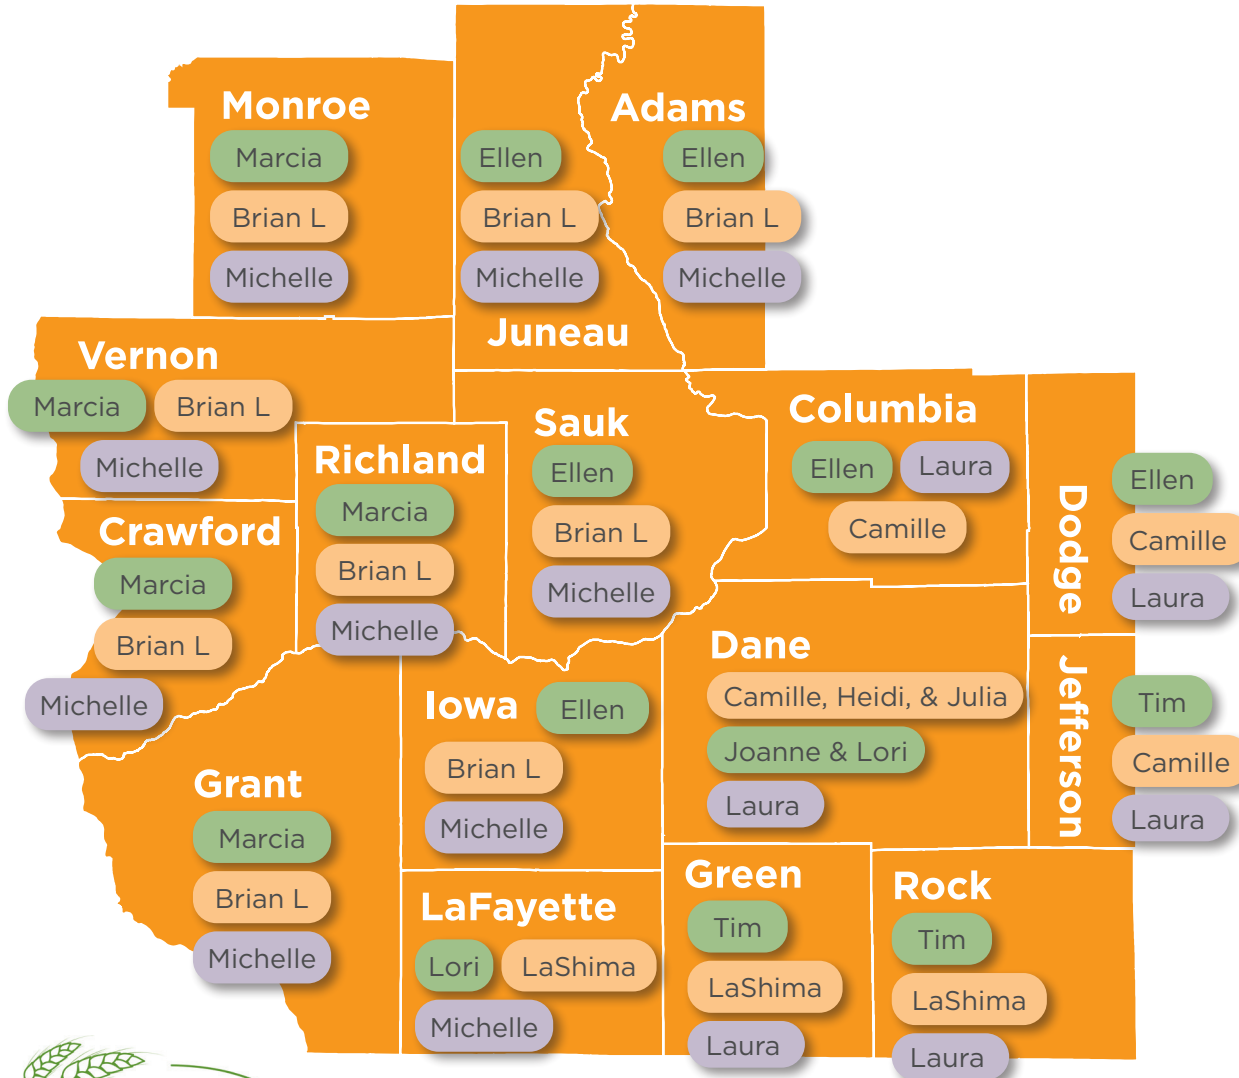 Monroe
Marcia
Brian L
Michelle
Ellen
Brian L
Michelle
Juneau
Adams
Ellen
Brian L
Michelle
Vernon
Marcia Brian L
Michelle
Richland
Marcia
Brian L
Michelle
Sauk
Ellen
Brian L
Michelle
Columbia
Ellen Laura
Camille
Dodge
Ellen
Camille
Laura
Crawford
Marcia
Brian L
Michelle
Iowa Ellen
Brian L
Michelle
Dane
Camille, Heidi, & Julia
Joanne & Lori
Laura
Jefferson
Tim
Camille
Laura
Grant
Marcia
Brian L
Michelle
LaFayette
Lori LaShima
Michelle
Green
Tim
LaShima
Laura
Rock
Tim
LaShima
Laura